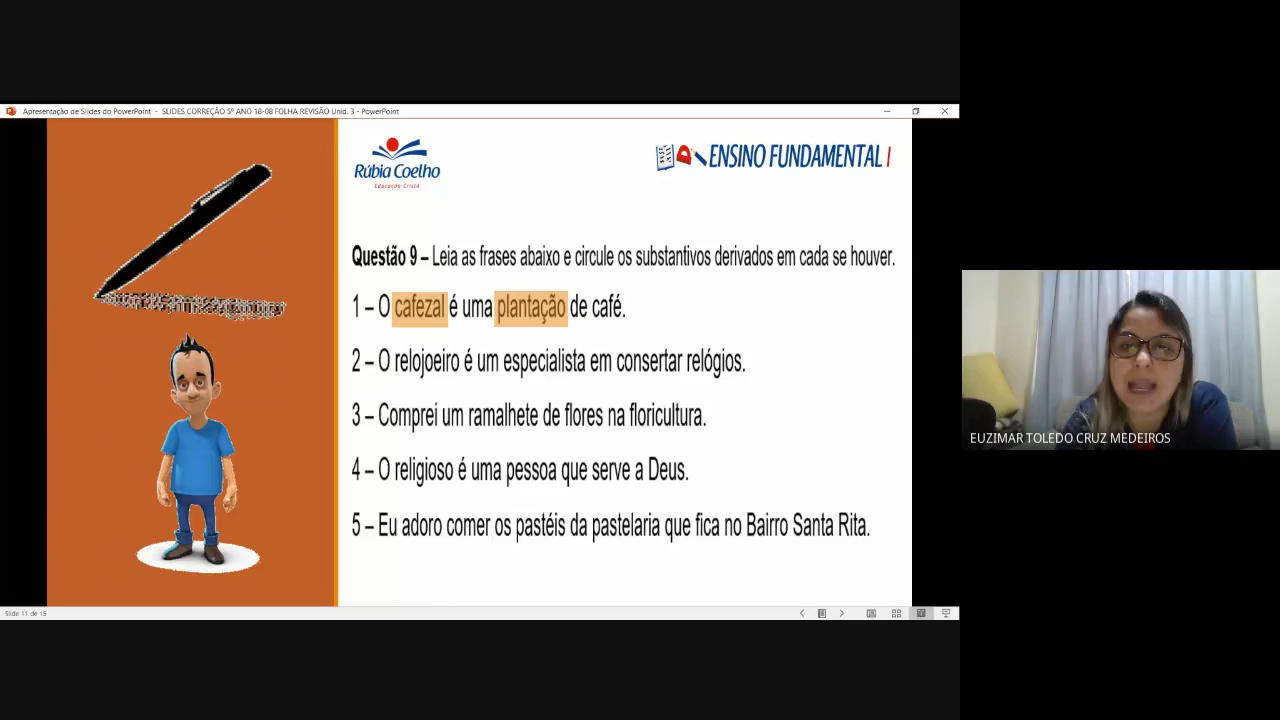 Apresentação de Slides do PowerPoint - SLIDES CORREÇÃO 5º ANO 18-08 FOLHA REVISÃO Unid. 3 - PowerPoint
Rúbia Coelho
Educação Cristã
ENSINO FUNDAMENTAL I
Questão 9 – Leia as frases abaixo e circule os substantivos derivados em cada se houver.
1 – O cafezal é uma plantação de café.
2 – O relojoeiro é um especialista em consertar relógios.
3 – Comprei um ramalhete de flores na floricultura.
4 – O religioso é uma pessoa que serve a Deus.
5 – Eu adoro comer os pastéis da pastelaria que fica no Bairro Santa Rita.
EUZIMAR TOLEDO CRUZ MEDEIROS
Slide 11 de 15